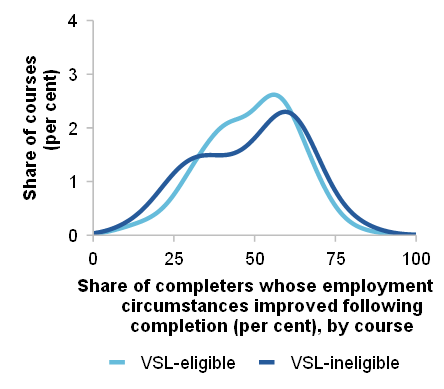 4
3
2
1
0
Share of courses
(per cent)
0 25 50 75 100
Share of completers whose employment
circumstances improved following
completion (per cent), by course
VSL-eligible VSL-ineligible